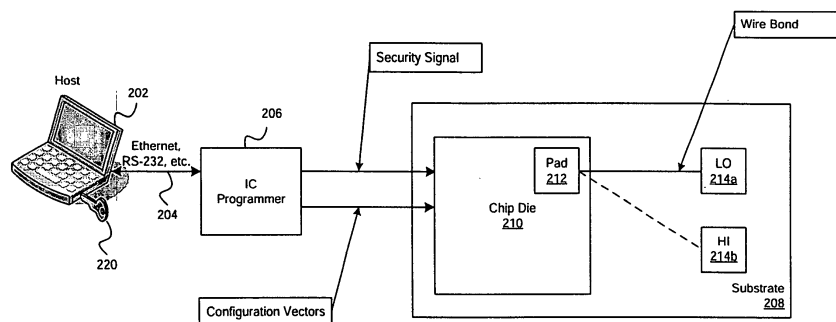 Wire Bond
Security Signal
Host
202
206
Ethernet,
RS-232, etc.
204
IC
Programmer
Pad
212
LO
214a
Chip Die
210
HI
214b
220
Substrate
208
Configuration Vectors